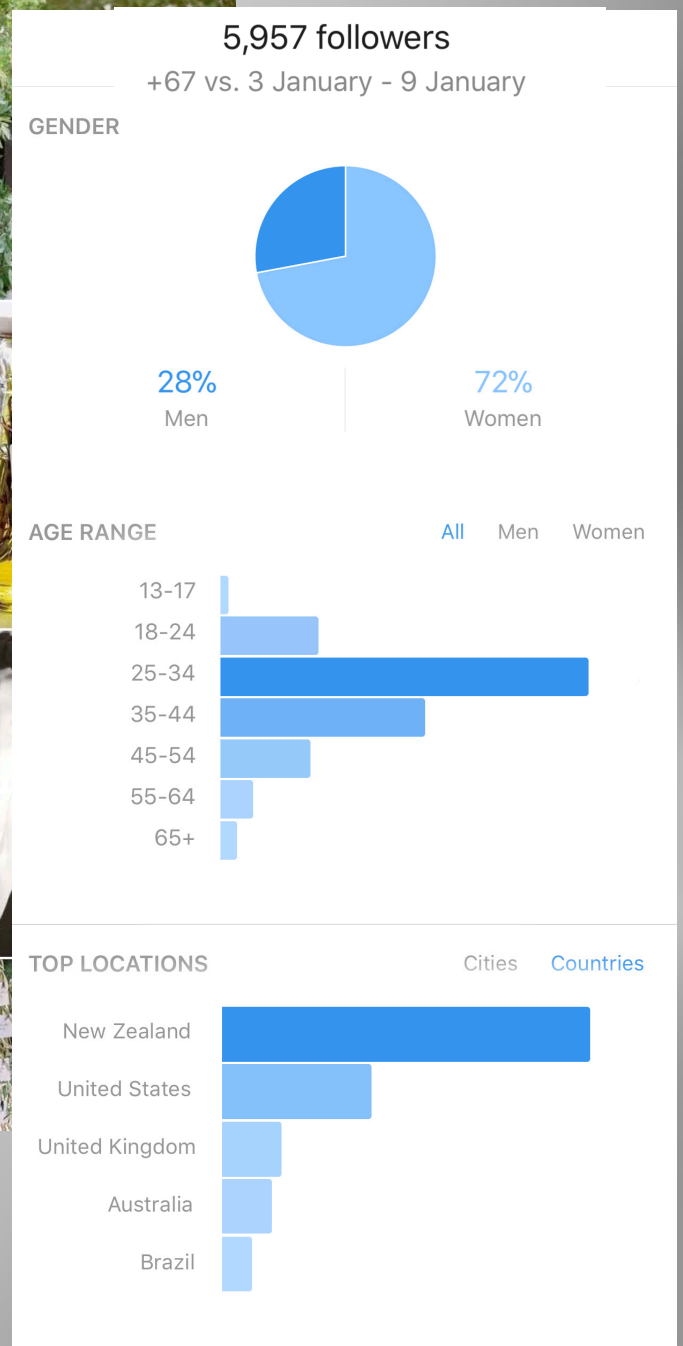 5,957 followers
+67 vs. 3 January - 9 January
GENDER
28%
Men
72%
Women
AGE RANGE
All Men Women
13-17
18-24
25-34
35-44
45-54
55-64
65+
TOP LOCATIONS
Cities Countries
New Zealand
United States
United Kingdom
Australia
Brazil